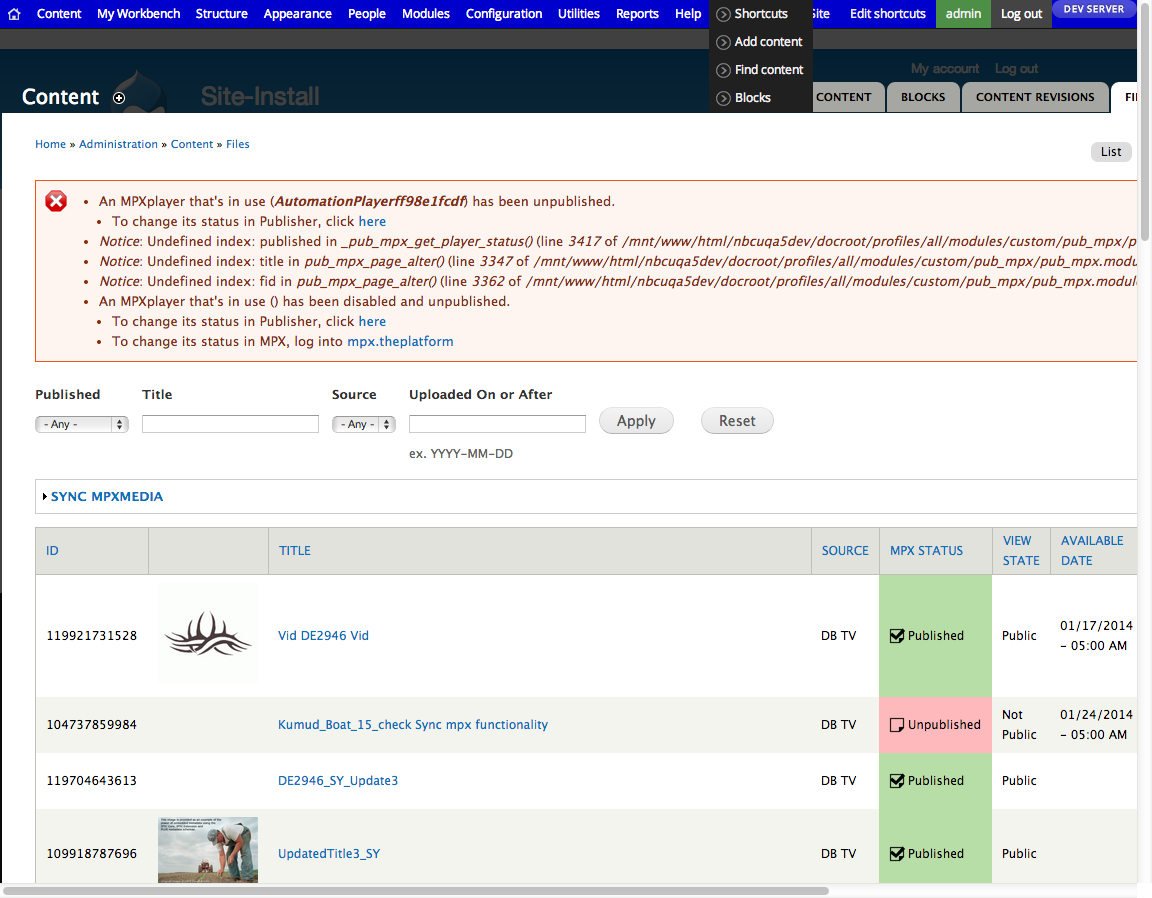 Content My Workbench Structure Appearance People Modules Configuration Utilities Reports Help Shortcuts Site Edit shortcuts admin Log out DEV SERVER
Add content
Find content
Blocks
My account Log out
Content Site-Install CONTENT BLOCKS CONTENT REVISIONS FI
Home » Administration » Content » Files
List
An MPXplayer that's in use (AutomationPlayerff98e1fcdf) has been unpublished.
To change its status in Publisher, click here
Notice: Undefined index: published in _pub_mpx_get_player_status() (line 3417 of /mnt/www/html/nbcuqa5dev/docroot/profiles/all/modules/custom/pub_mpx/p
Notice: Undefined index: title in pub_mpx_page_alter() (line 3347 of /mnt/www/html/nbcuqa5dev/docroot/profiles/all/modules/custom/pub_mpx/pub_mpx.modu
Notice: Undefined index: fid in pub_mpx_page_alter() (line 3362 of /mnt/www/html/nbcuqa5dev/docroot/profiles/all/modules/custom/pub_mpx/pub_mpx.module
An MPXplayer that's in use () has been disabled and unpublished.
To change its status in Publisher, click here
To change its status in MPX, log into mpx.theplatform
Published Title Source Uploaded On or After
- Any - - Any - Apply Reset
ex. YYYY-MM-DD
SYNC MPXMEDIA
ID TITLE SOURCE MPX STATUS VIEW STATE AVAILABLE DATE
119921731528 Vid DE2946 Vid DB TV Published Public 01/17/2014 - 05:00 AM
104737859984 Kumud_Boat_15_check Sync mpx functionality DB TV Unpublished Not Public 01/24/2014 - 05:00 AM
119704643613 DE2946_SY_Update3 DB TV Published Public
109918787696 UpdatedTitle3_SY DB TV Published Public